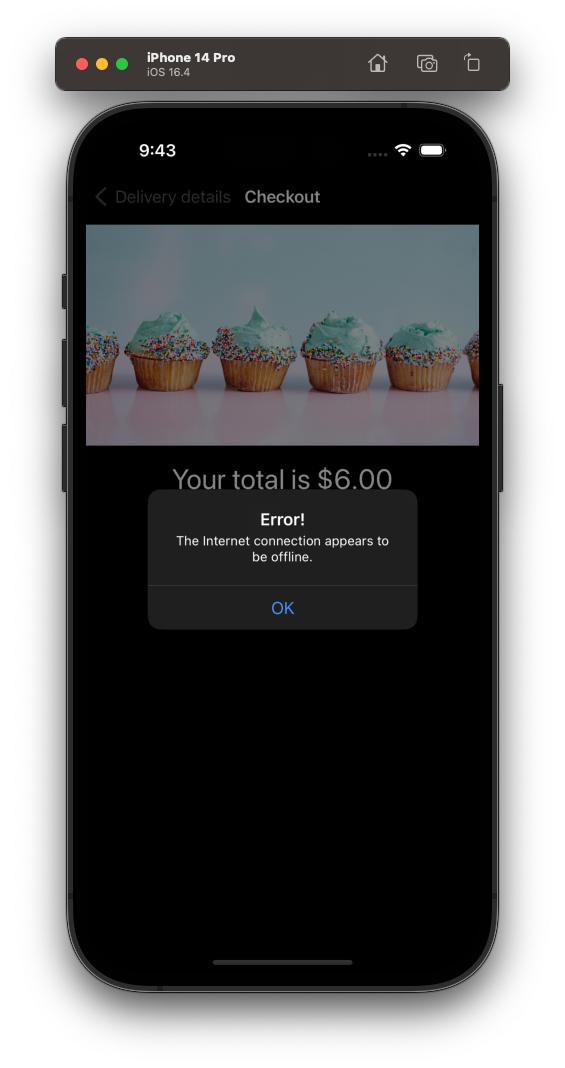 iPhone 14 Pro
iOS 16.4
9:43
Delivery details Checkout
Your total is $6.00
Error!
The Internet connection appears to
be offline.
OK